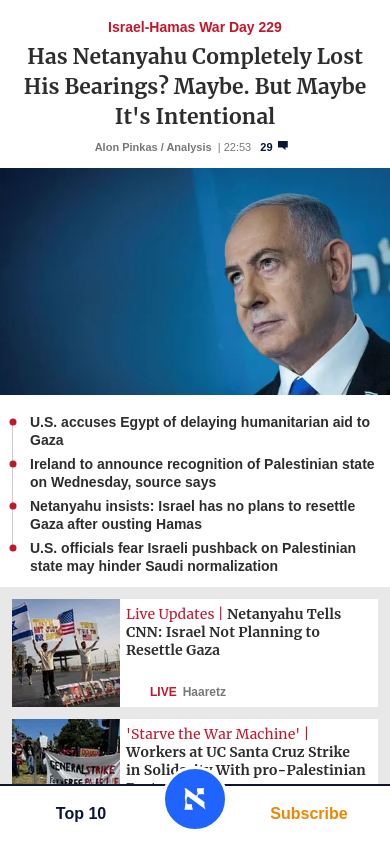 Israel-Hamas War Day 229
Has Netanyahu Completely Lost
His Bearings? Maybe. But Maybe
It's Intentional
Alon Pinkas / Analysis | 22:53 29
U.S. accuses Egypt of delaying humanitarian aid to
Gaza
Ireland to announce recognition of Palestinian state
on Wednesday, source says
Netanyahu insists: Israel has no plans to resettle
Gaza after ousting Hamas
U.S. officials fear Israeli pushback on Palestinian
state may hinder Saudi normalization
Live Updates | Netanyahu Tells
CNN: Israel Not Planning to
Resettle Gaza
LIVE Haaretz
'Starve the War Machine' |
Workers at UC Santa Cruz Strike
in Solidarity With pro-Palestinian
GENERAL STRIKE
Top 10
Subscribe